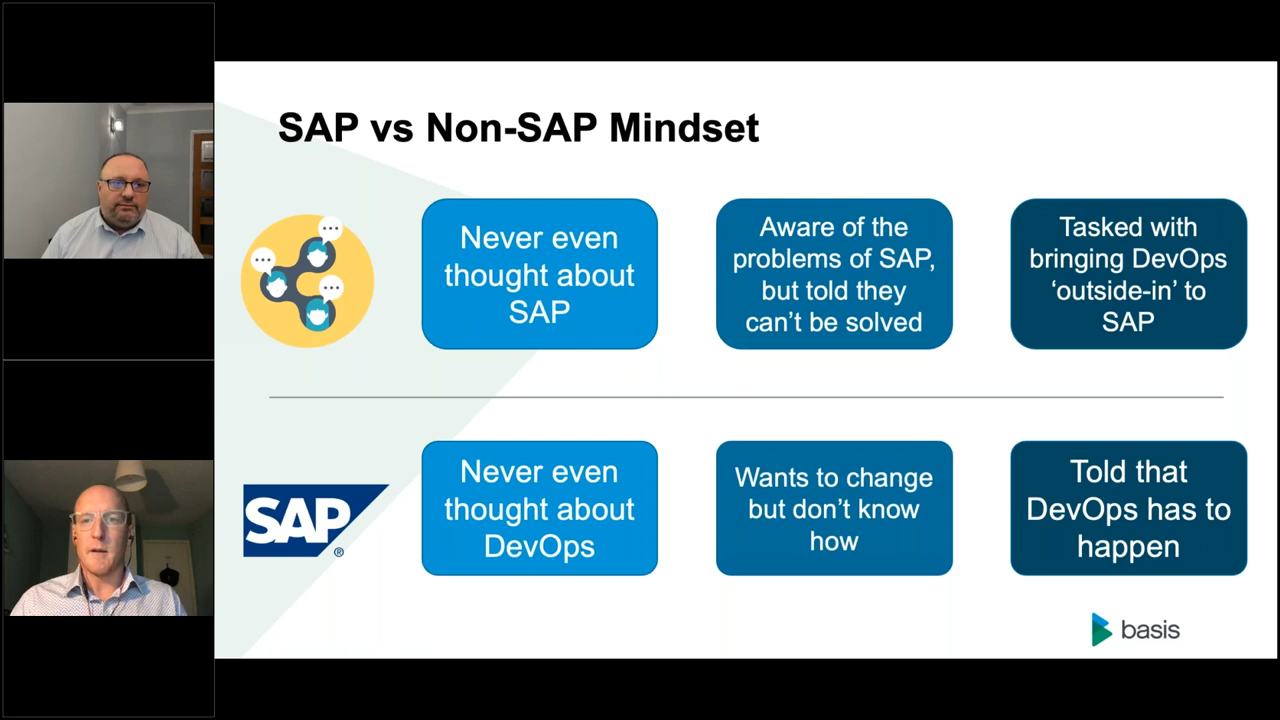 SAP vs Non-SAP Mindset
Never even
thought about
SAP
Aware of the
problems of SAP,
but told they
can't be solved
Tasked with
bringing DevOps
‘outside-in’ to
SAP
SAP
®
Never even
thought about
DevOps
Wants to change
but don’t know
how
Told that
DevOps has to
happen
basis